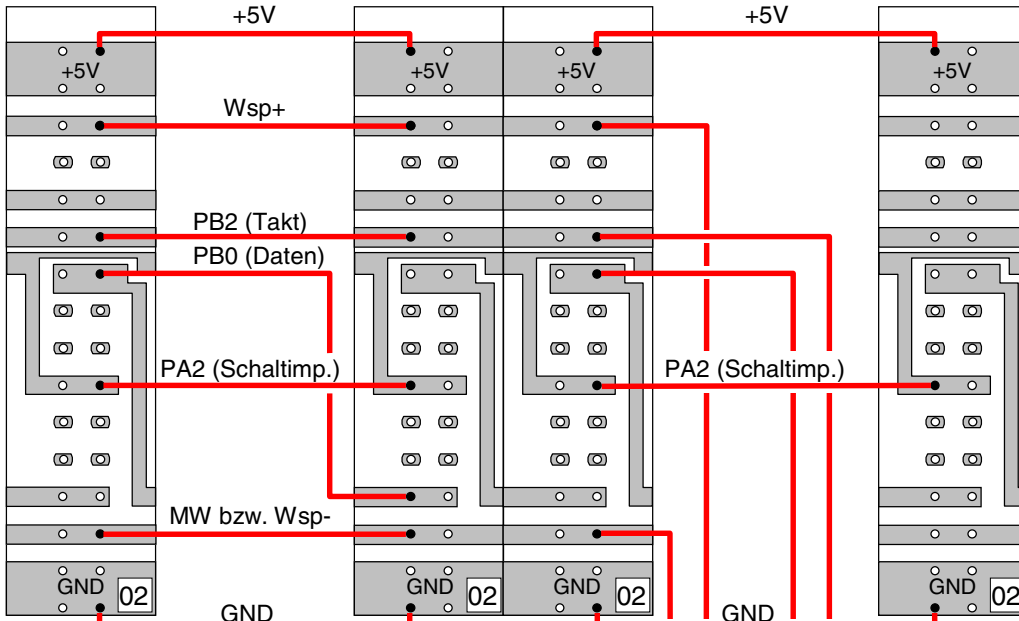 +5V +5V
+5V +5V +5V +5V
Wsp+
PB2 (Takt)
PB0 (Daten)
PA2 (Schaltimp.) PA2 (Schaltimp.)
MW bzw. Wsp-
GND 02 GND 02 GND 02 GND 02
GND GND